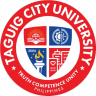 TAGUIG CITY UNIVERSITY
TRUTH COMPETENCE UNITY
PHILIPPINES